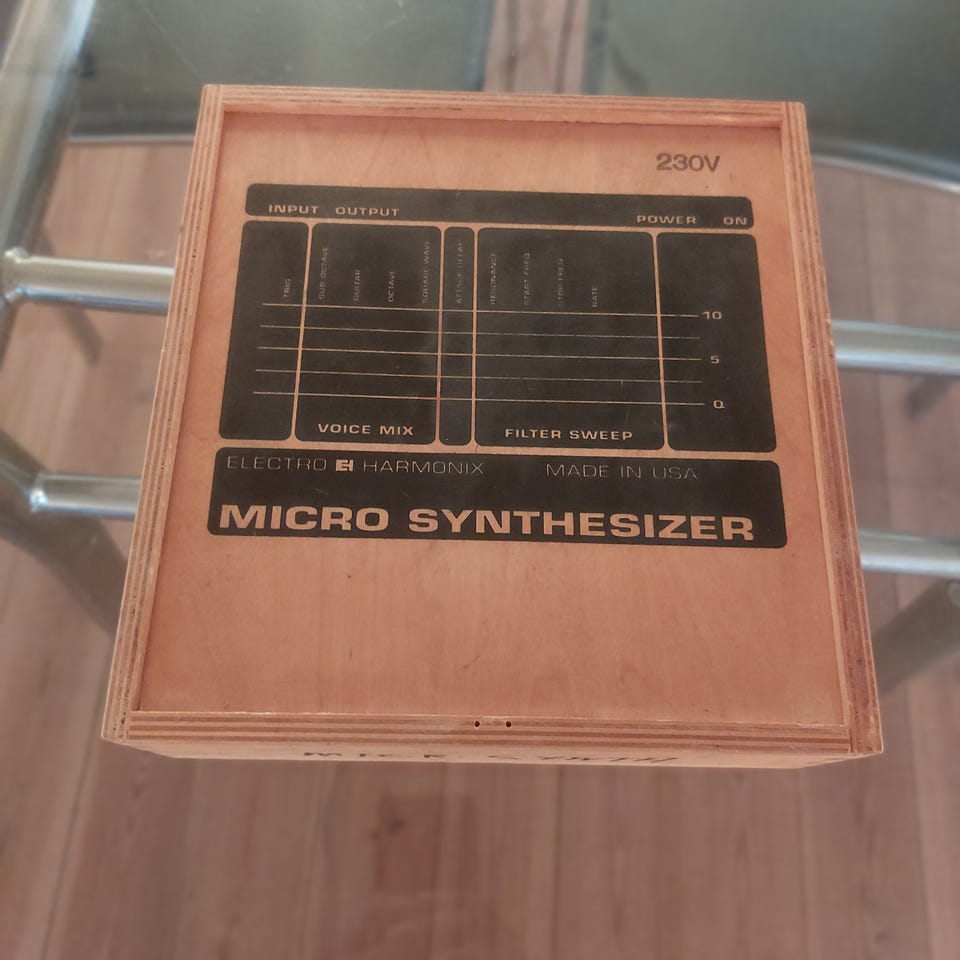 230V
INPUT OUTPUT POWER ON
TRIG SUB OCTAVE GUITAR OCTAVE SQUARE WAVE ATTACK DELAY RESONANCE START FREQ STOP FREQ RATE
10
5
0
VOICE MIX FILTER SWEEP
ELECTRO EH HARMONIX MADE IN USA
MICRO SYNTHESIZER